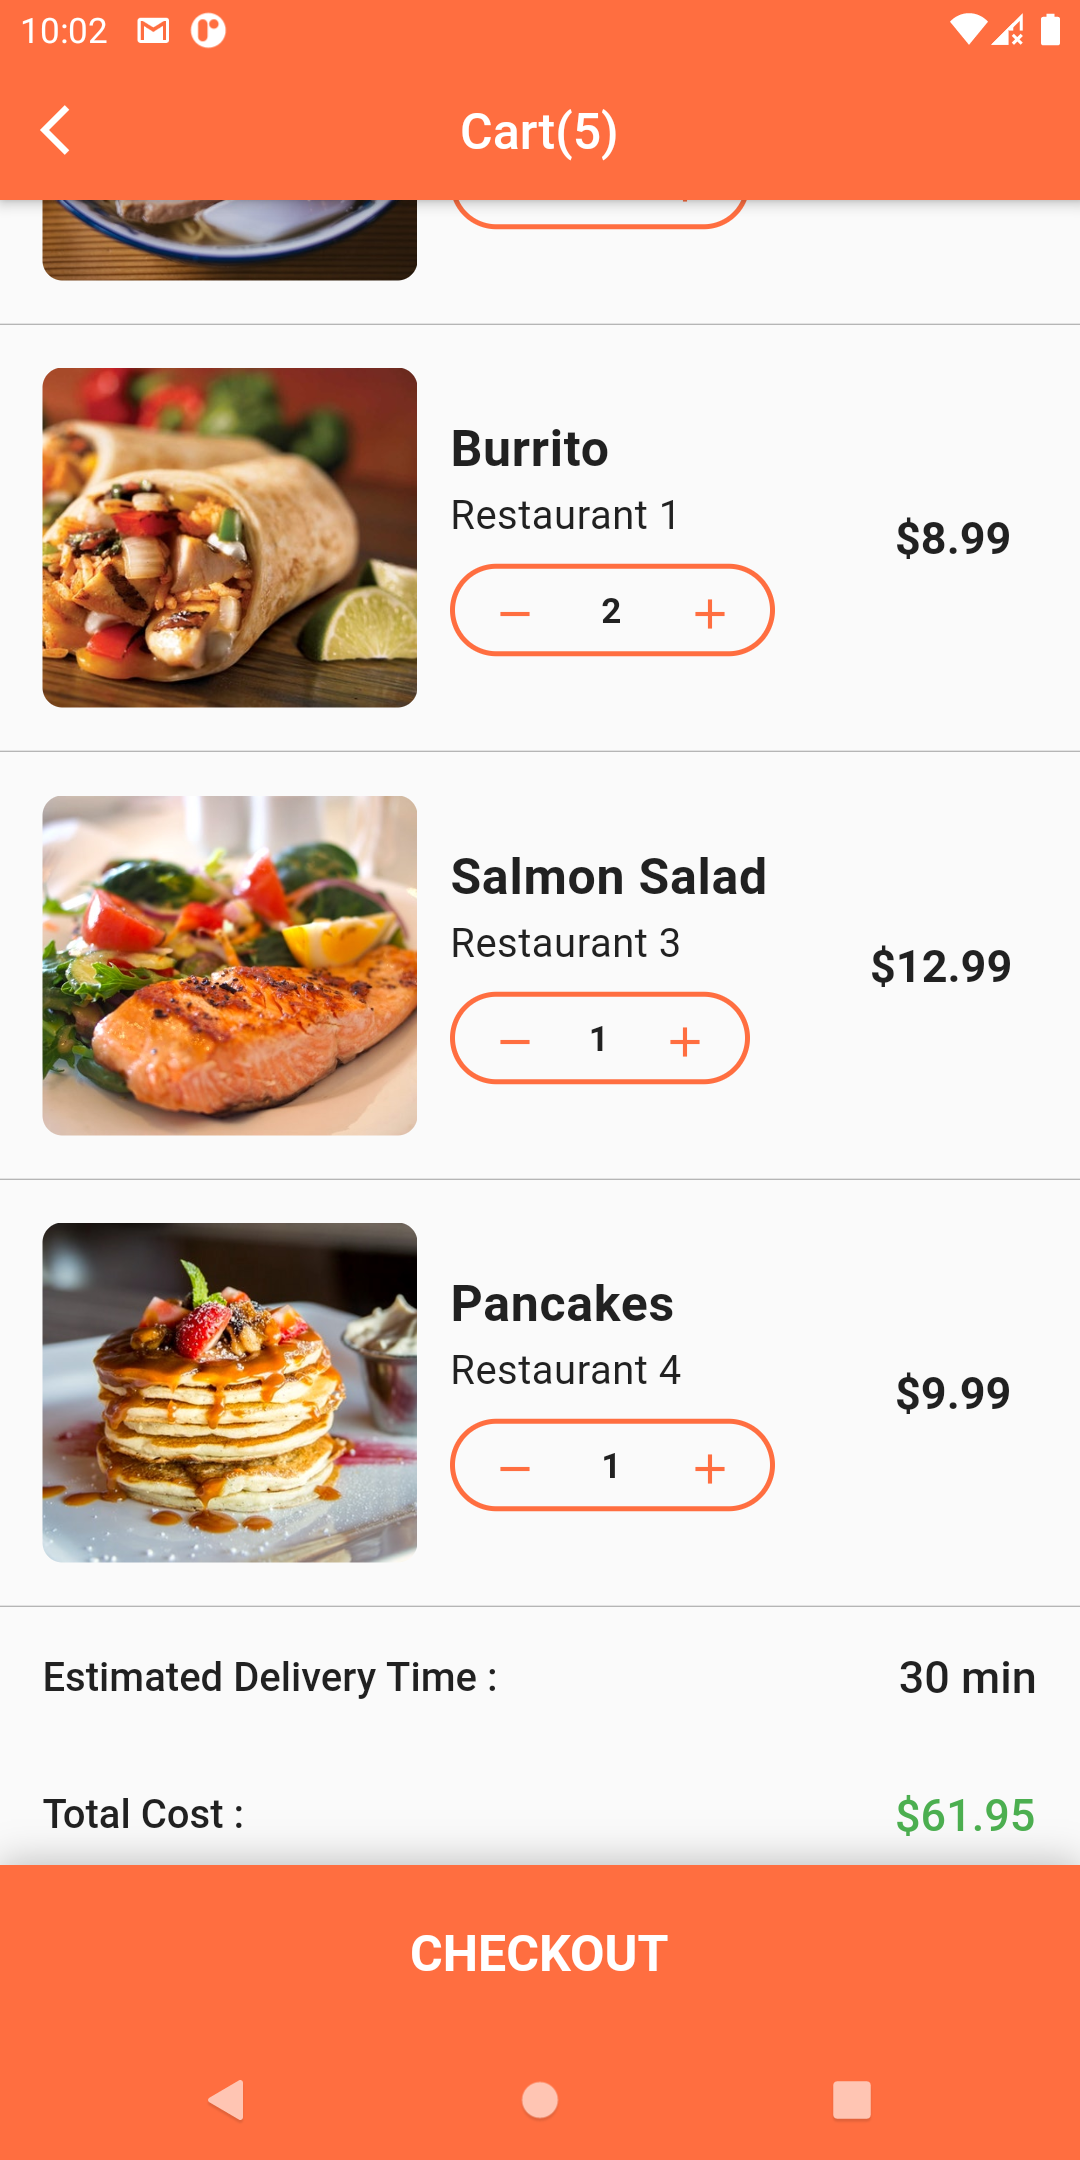 10:02
Cart(5)
Burrito
Restaurant 1
$8.99
− 2 +
Salmon Salad
Restaurant 3
$12.99
− 1 +
Pancakes
Restaurant 4
$9.99
− 1 +
Estimated Delivery Time : 30 min
Total Cost : $61.95
CHECKOUT